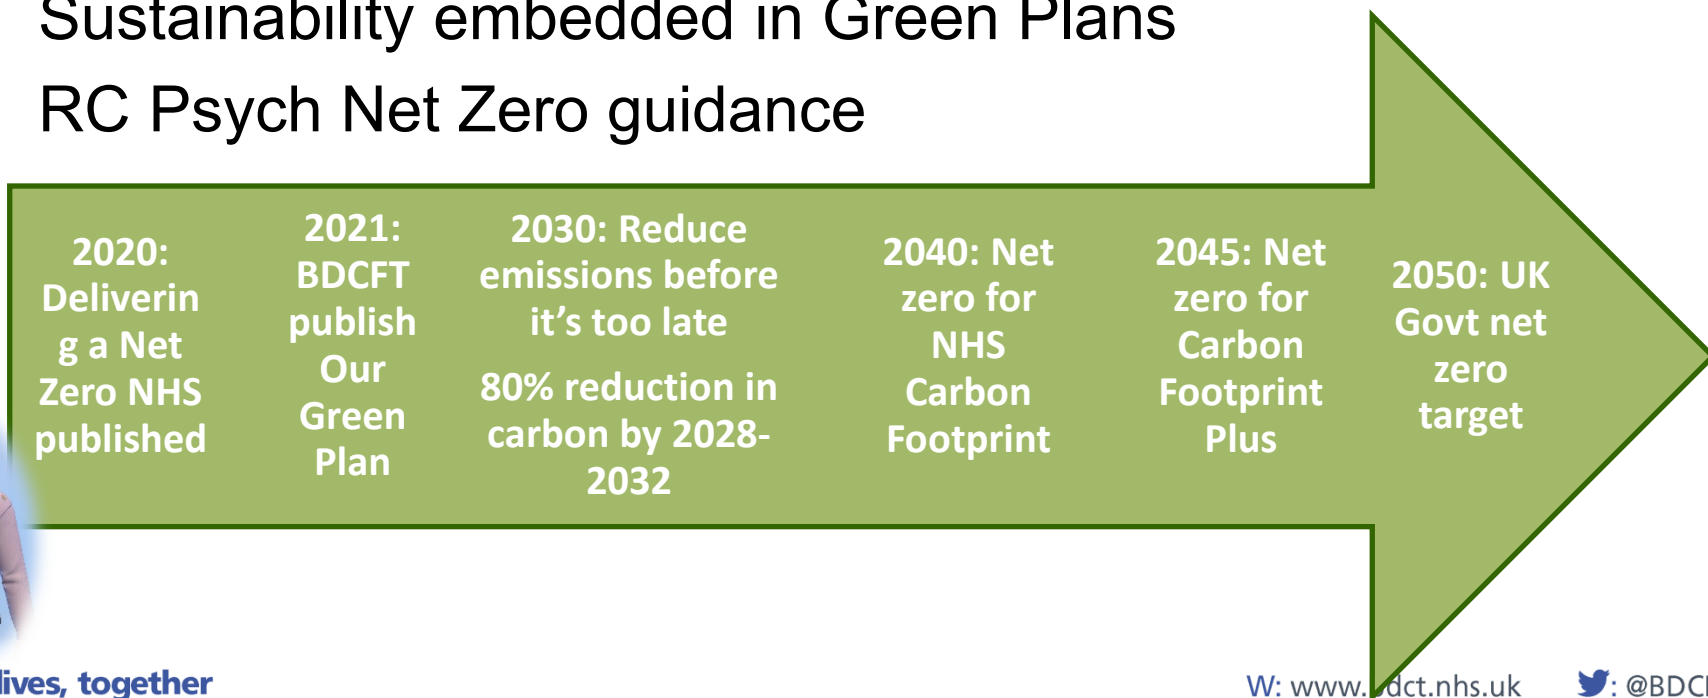 Sustainability embedded in Green Plans
RC Psych Net Zero guidance
2020:
Deliverin
g a Net
Zero NHS
published
2021:
BDCFT
publish
Our
Green
Plan
2030: Reduce
emissions before
it's too late
80% reduction in
carbon by 2028-
2032
2040: Net
zero for
NHS
Carbon
Footprint
2045: Net
zero for
Carbon
Footprint
Plus
2050: UK
Govt net
zero
target
lives, together
W: www. dct.nhs.uk
: @BDC